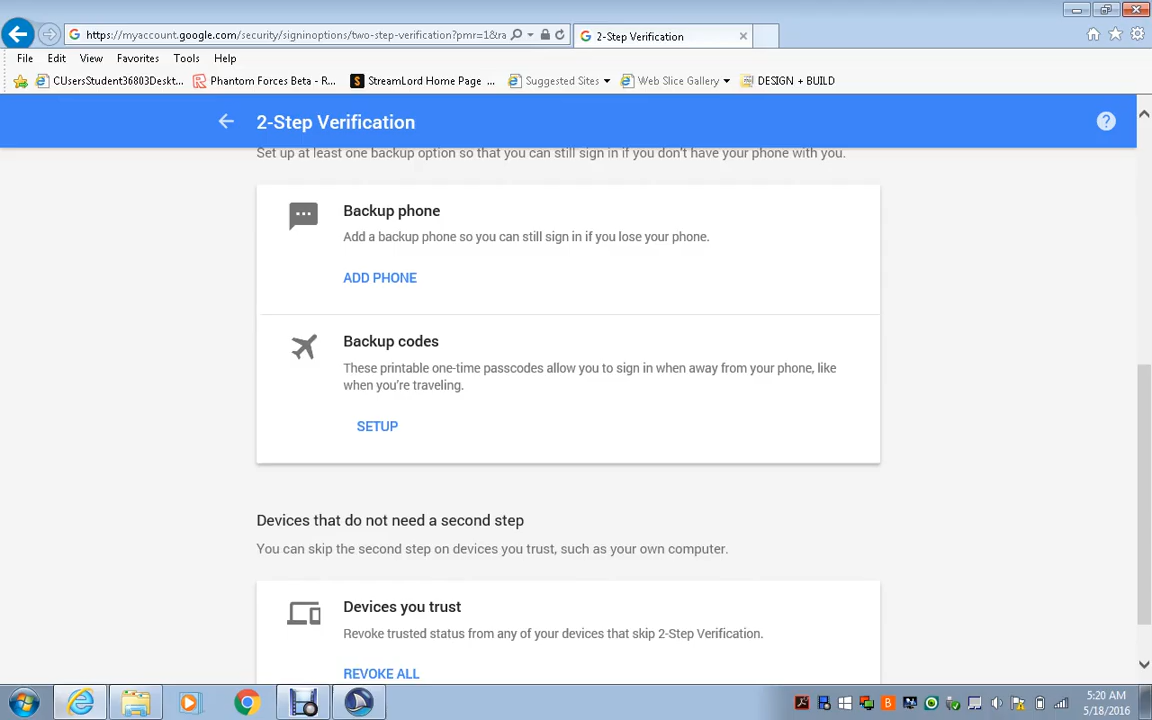 https://myaccount.google.com/security/signinoptions/two-step-verification?pmr=1&ra
2-Step Verification
File Edit View Favorites Tools Help
CUsersStudent36803Deskt... Phantom Forces Beta - R... StreamLord Home Page ... Suggested Sites Web Slice Gallery DESIGN + BUILD
2-Step Verification
Set up at least one backup option so that you can still sign in if you don't have your phone with you.
Backup phone
Add a backup phone so you can still sign in if you lose your phone.
ADD PHONE
Backup codes
These printable one-time passcodes allow you to sign in when away from your phone, like
when you're traveling.
SETUP
Devices that do not need a second step
You can skip the second step on devices you trust, such as your own computer.
Devices you trust
Revoke trusted status from any of your devices that skip 2-Step Verification.
REVOKE ALL
5:20 AM
5/18/2016